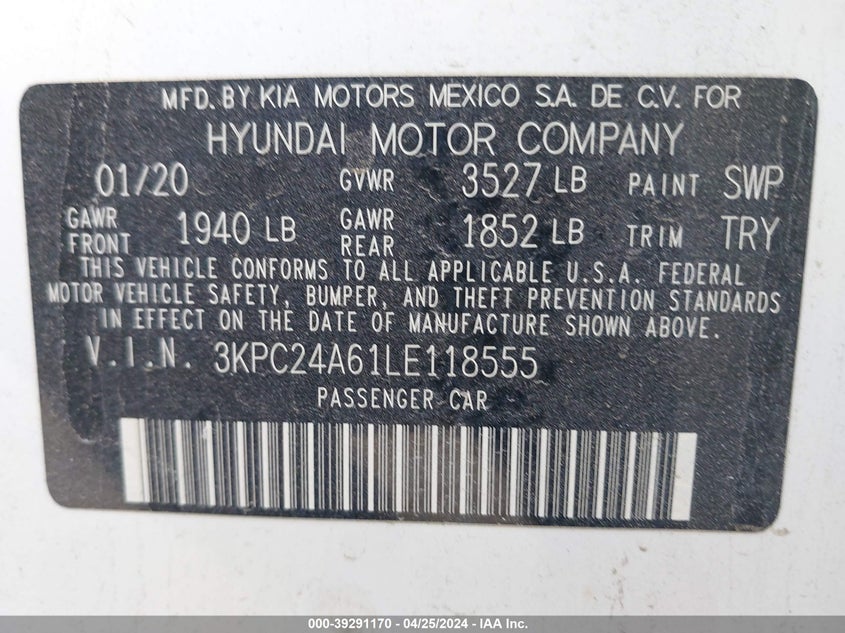 MFD. BY KIA MOTORS MEXICO S.A. DE C.V. FOR
HYUNDAI MOTOR COMPANY
01/20 GVWR 3527 LB PAINT SWP
GAWR FRONT 1940 LB GAWR REAR 1852 LB TRIM TRY
THIS VEHICLE CONFORMS TO ALL APPLICABLE U.S.A. FEDERAL
MOTOR VEHICLE SAFETY, BUMPER, AND THEFT PREVENTION STANDARDS
IN EFFECT ON THE DATE OF MANUFACTURE SHOWN ABOVE.
V.I.N. 3KPC24A61LE118555
PASSENGER CAR
000-39291170 - 04/25/2024 - IAA Inc.